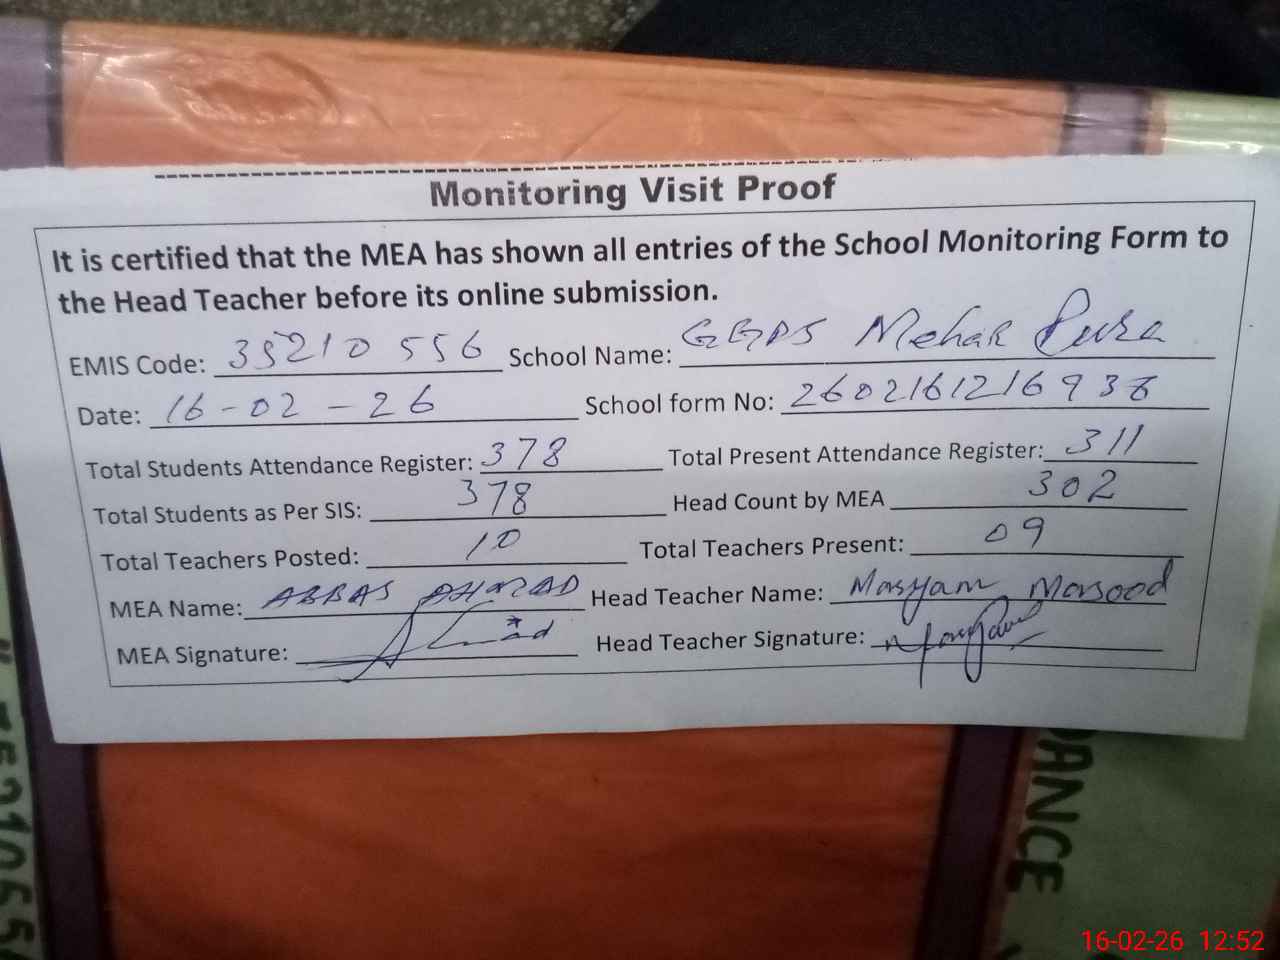 Monitoring Visit Proof
It is certified that the MEA has shown all entries of the School Monitoring Form to
the Head Teacher before its online submission.
EMIS Code: 35210556 School Name: GGPS Mehar Pura
Date: 16-02-26 School form No: 260216121693
Total Students Attendance Register: 378 Total Present Attendance Register: 311
Total Students as Per SIS: 378 Head Count by MEA 302
Total Teachers Posted: 10 Total Teachers Present: 09
MEA Name: ABBAS Head Teacher Name: Maryam Masood
MEA Signature: Head Teacher Signature:
DANCE
16-02-26 12:52